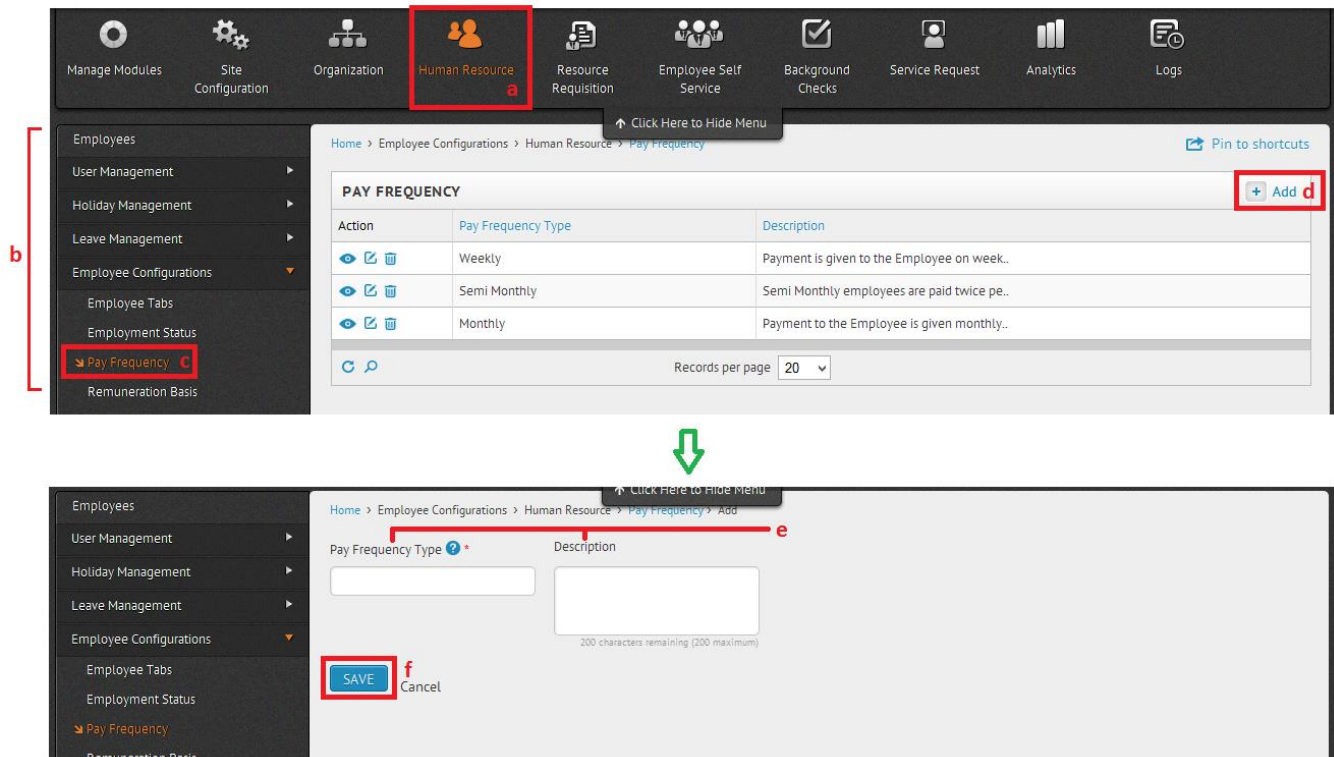 Manage Modules
Site Configuration
Organization
Human Resource
a
Resource Requisition
Employee Self Service
Background Checks
Service Request
Analytics
Logs
↑ Click Here to Hide Menu
b
Employees
User Management
Holiday Management
Leave Management
Employee Configurations
Employee Tabs
Employment Status
Pay Frequency c
Remuneration Basis
Home > Employee Configurations > Human Resource > Pay Frequency
Pin to shortcuts
PAY FREQUENCY
+ Add d
Action Pay Frequency Type Description
Weekly Payment is given to the Employee on week..
Semi Monthly Semi Monthly employees are paid twice pe..
Monthly Payment to the Employee is given monthly..
Records per page 20
↑ Click Here to Hide Menu
Employees
User Management
Holiday Management
Leave Management
Employee Configurations
Employee Tabs
Employment Status
Pay Frequency
Remuneration Basis
Home > Employee Configurations > Human Resource > Pay Frequency > Add
e
Pay Frequency Type ? *
Description
200 characters remaining (200 maximum)
SAVE f
Cancel